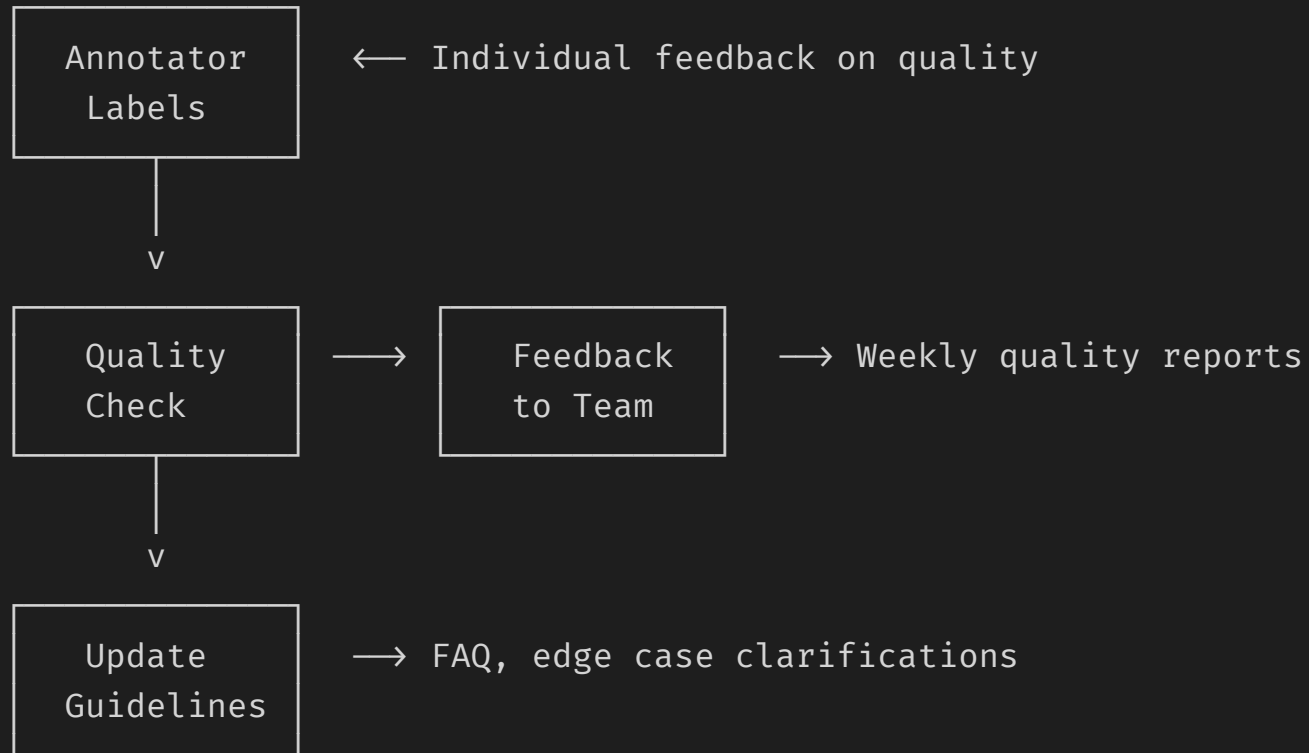 Annotator ⟵ Individual feedback on quality
Labels
v
Quality ⟶ Feedback ⟶ Weekly quality reports
Check to Team
v
Update ⟶ FAQ, edge case clarifications
Guidelines